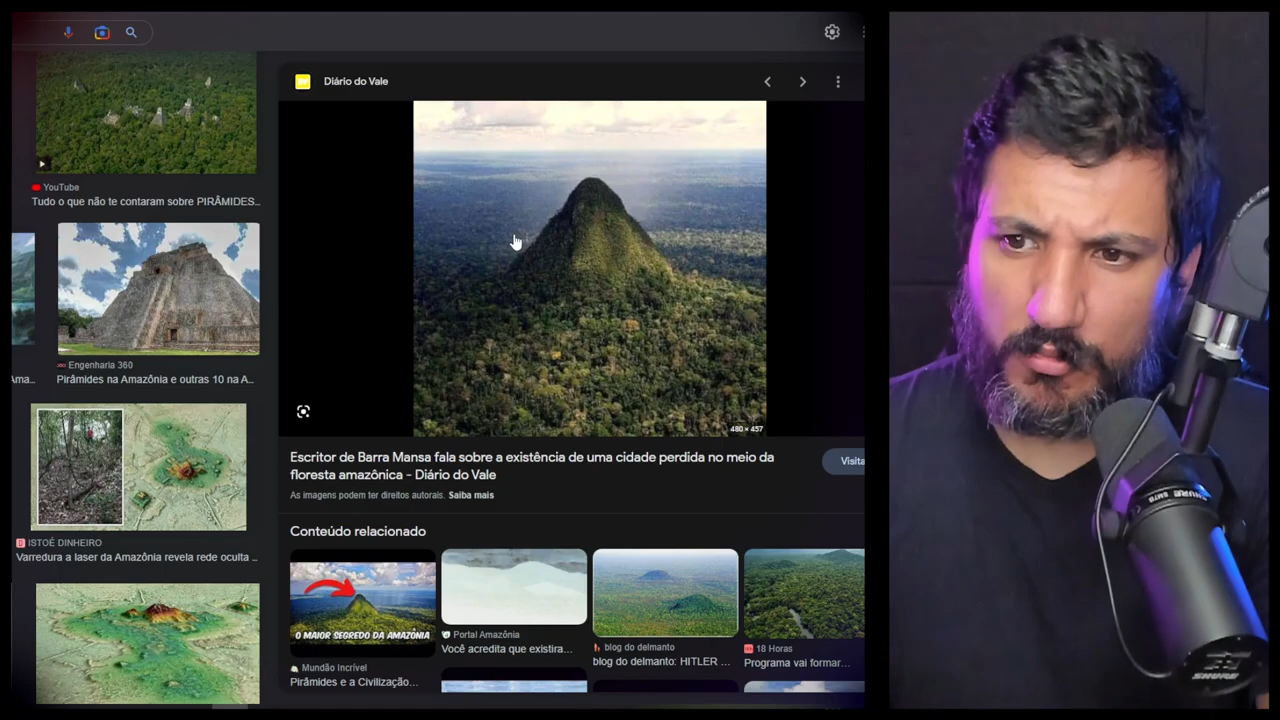 YouTube
Tudo o que não te contaram sobre PIRÂMIDES...
Engenharia 360
Ama...
Pirâmides na Amazônia e outras 10 na A...
ISTOÉ DINHEIRO
Varredura a laser da Amazônia revela rede oculta ...
Diário do Vale
480 × 457
Escritor de Barra Mansa fala sobre a existência de uma cidade perdida no meio da
floresta amazônica - Diário do Vale
Visita
As imagens podem ter direitos autorais. Saiba mais
Conteúdo relacionado
O MAIOR SEGREDO DA AMAZÔNIA
Mundão Incrível
Pirâmides e a Civilização...
Portal Amazônia
Você acredita que existira...
blog do delmanto
blog do delmanto: HITLER ...
18 Horas
Programa vai formar...
SHURE SM7B
SHURE